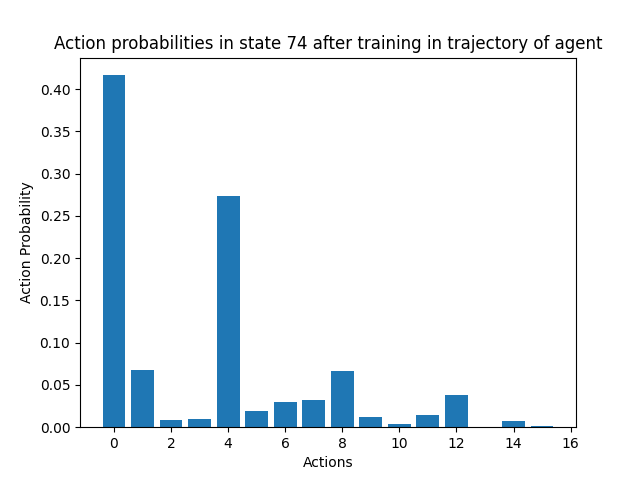 Action probabilities in state 74 after training in trajectory of agent
0.40
0.35
0.30
0.25
0.20
0.15
0.10
0.05
0.00
Action Probability
0 2 4 6 8 10 12 14 16
Actions